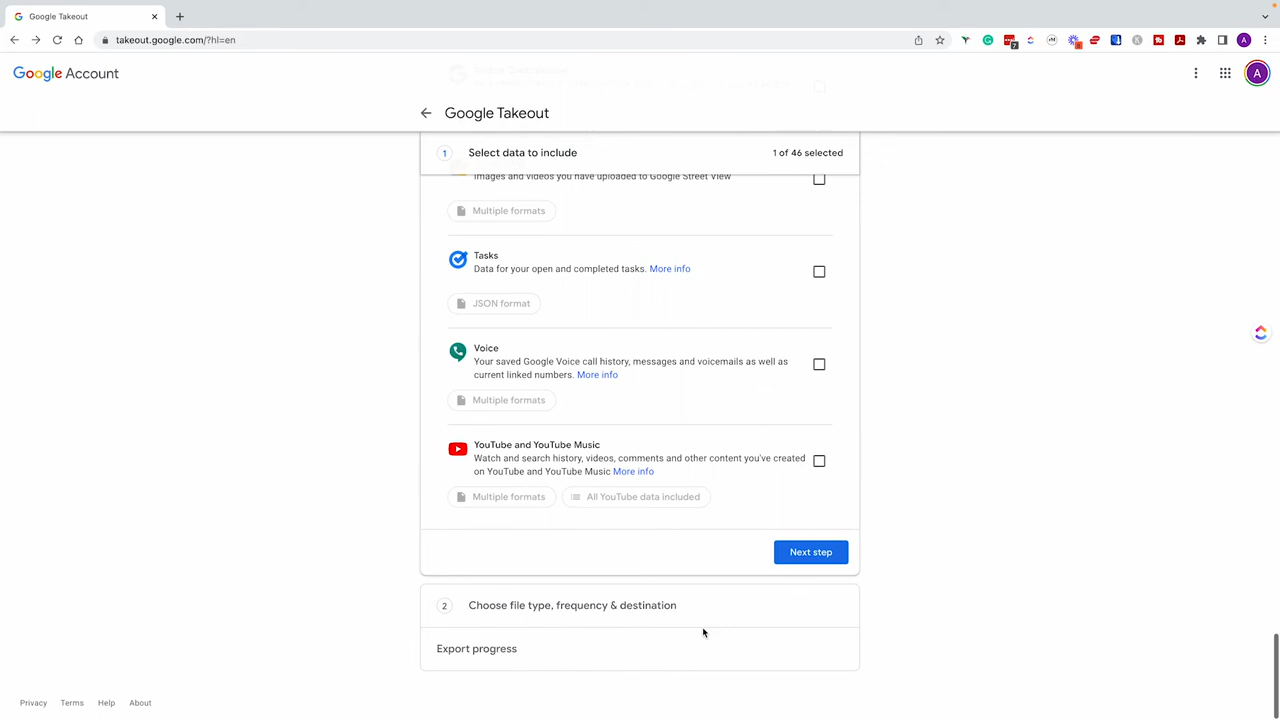 Google Takeout
takeout.google.com/?hl=en
7
A
Google Account
A
Google Takeout
1 Select data to include 1 of 46 selected
Images and videos you have uploaded to Google Street View
Multiple formats
Tasks
Data for your open and completed tasks. More info
JSON format
Voice
Your saved Google Voice call history, messages and voicemails as well as
current linked numbers. More info
Multiple formats
YouTube and YouTube Music
Watch and search history, videos, comments and other content you've created
on YouTube and YouTube Music More info
Multiple formats All YouTube data included
Next step
2 Choose file type, frequency & destination
Export progress
Privacy Terms Help About